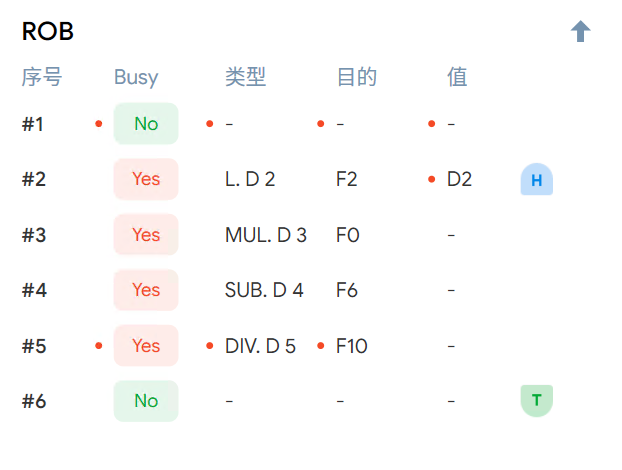 ROB
序号 Busy 类型 目的 值
#1 No - - -
#2 Yes L. D 2 F2 D2 H
#3 Yes MUL. D 3 F0 -
#4 Yes SUB. D 4 F6 -
#5 Yes DIV. D 5 F10 -
#6 No - - - T